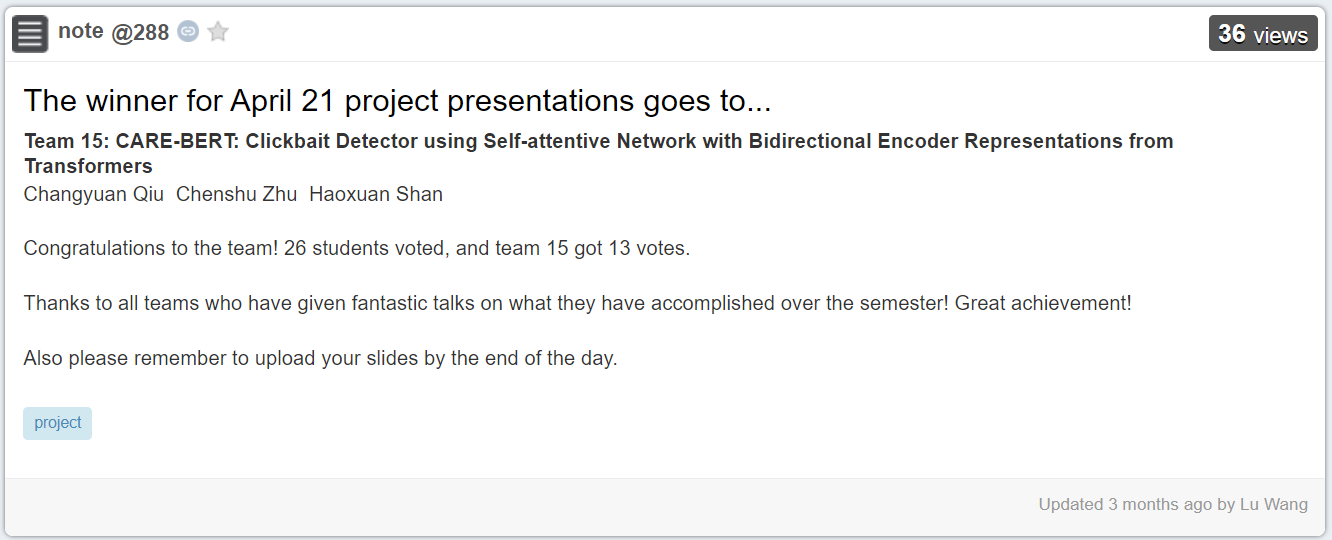 note @288
36 views
The winner for April 21 project presentations goes to...
Team 15: CARE-BERT: Clickbait Detector using Self-attentive Network with Bidirectional Encoder Representations from
Transformers
Changyuan Qiu  Chenshu Zhu  Haoxuan Shan
Congratulations to the team! 26 students voted, and team 15 got 13 votes.
Thanks to all teams who have given fantastic talks on what they have accomplished over the semester! Great achievement!
Also please remember to upload your slides by the end of the day.
project
Updated 3 months ago by Lu Wang